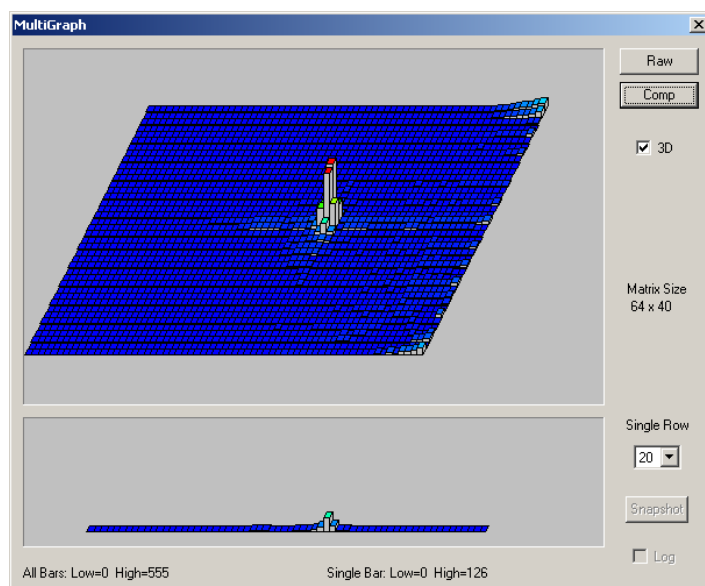 MultiGraph
Raw
Comp
3D
Matrix Size
64 x 40
Single Row
20
Snapshot
Log
All Bars: Low=0 High=555
Single Bar: Low=0 High=126